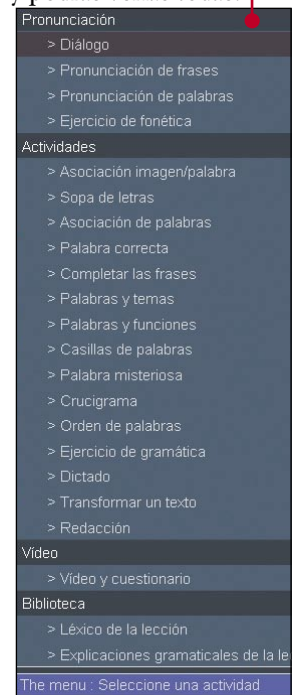 Pronunciación
> Diálogo
> Pronunciación de frases
> Pronunciación de palabras
> Ejercicio de fonética
Actividades
> Asociación imagen/palabra
> Sopa de letras
> Asociación de palabras
> Palabra correcta
> Completar las frases
> Palabras y temas
> Palabras y funciones
> Casillas de palabras
> Palabra misteriosa
> Crucigrama
> Orden de palabras
> Ejercicio de gramática
> Dictado
> Transformar un texto
> Redacción
Vídeo
> Vídeo y cuestionario
Biblioteca
> Léxico de la lección
> Explicaciones gramaticales de la le
The menu : Seleccione una actividad